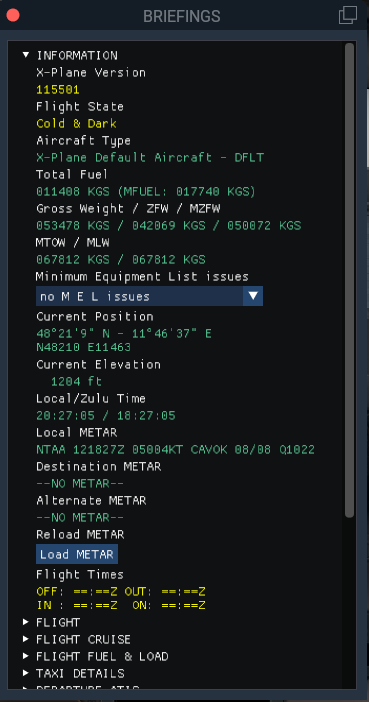 BRIEFINGS
INFORMATION
X-Plane Version
115501
Flight State
Cold & Dark
Aircraft Type
X-Plane Default Aircraft - DFLT
Total Fuel
011408 KGS (MFUEL: 017740 KGS)
Gross Weight / ZFW / MZFW
053478 KGS / 042069 KGS / 050072 KGS
MTOW / MLW
067812 KGS / 067812 KGS
Minimum Equipment List issues
no M E L issues
Current Position
48°21'9" N - 11°46'37" E
N48210 E11463
Current Elevation
1204 ft
Local/Zulu Time
20:27:05 / 18:27:05
Local METAR
NTAA 121827Z 05004KT CAVOK 08/08 Q1022
Destination METAR
--NO METAR--
Alternate METAR
--NO METAR--
Reload METAR
Load METAR
Flight Times
OFF: ==:==Z OUT: ==:==Z
IN : ==:==Z  ON: ==:==Z
FLIGHT
FLIGHT CRUISE
FLIGHT FUEL & LOAD
TAXI DETAILS
DEPARTURE ATIS